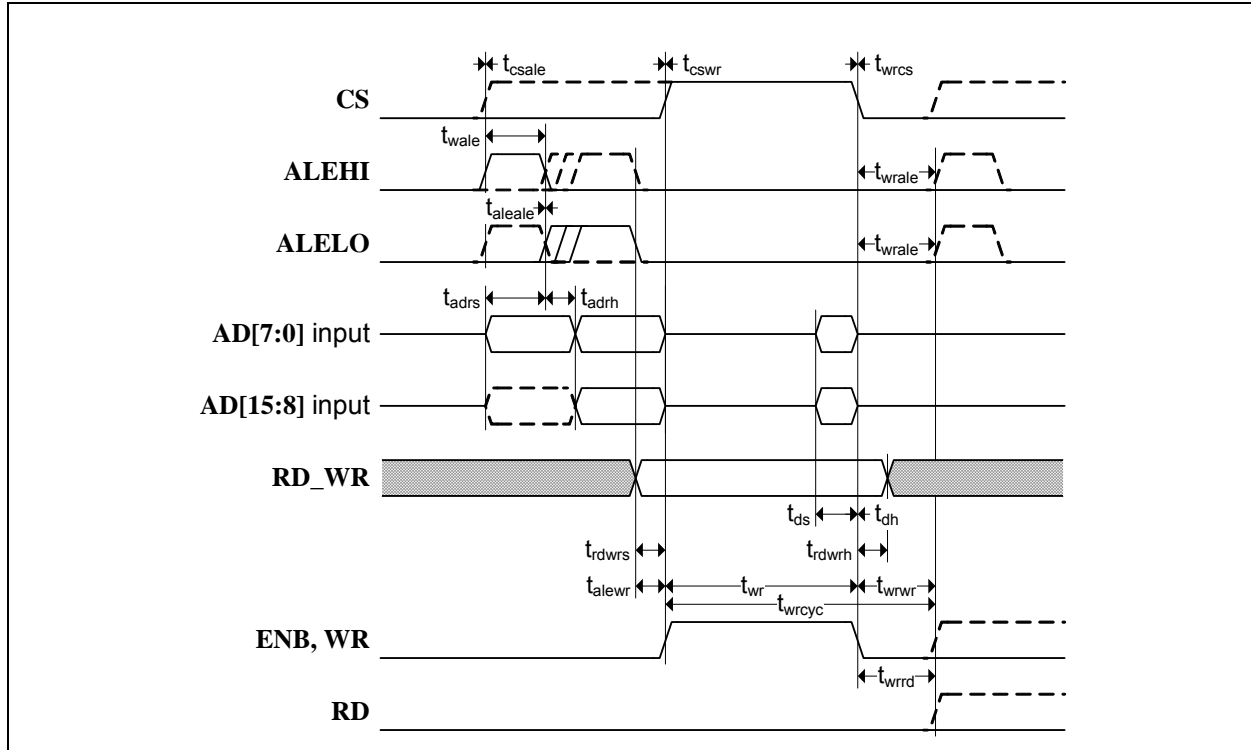 tcsale
tcswr
twrcs
CS
twale
ALEHI
twrale
taleale
ALELO
twrale
tadrs
tadrh
AD[7:0] input
AD[15:8] input
RD_WR
tds
tdh
trdwrs
trdwrh
talewr
twr
twrwr
twrcyc
ENB, WR
twrrd
RD